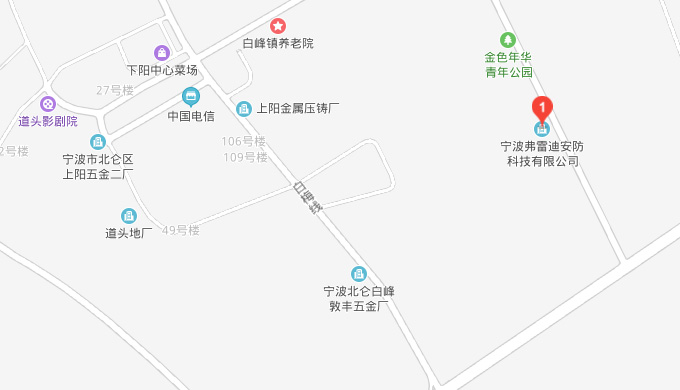 白峰镇养老院
金色年华
青年公园
下阳中心菜场
27号楼
1
道头影剧院
中国电信
上阳金属压铸厂
106号楼
109号楼
2号楼
宁波市北仑区
上阳五金二厂
宁波弗雷迪安防
科技有限公司
白梅线
道头地厂
49号楼
宁波北仑白峰
敦丰五金厂